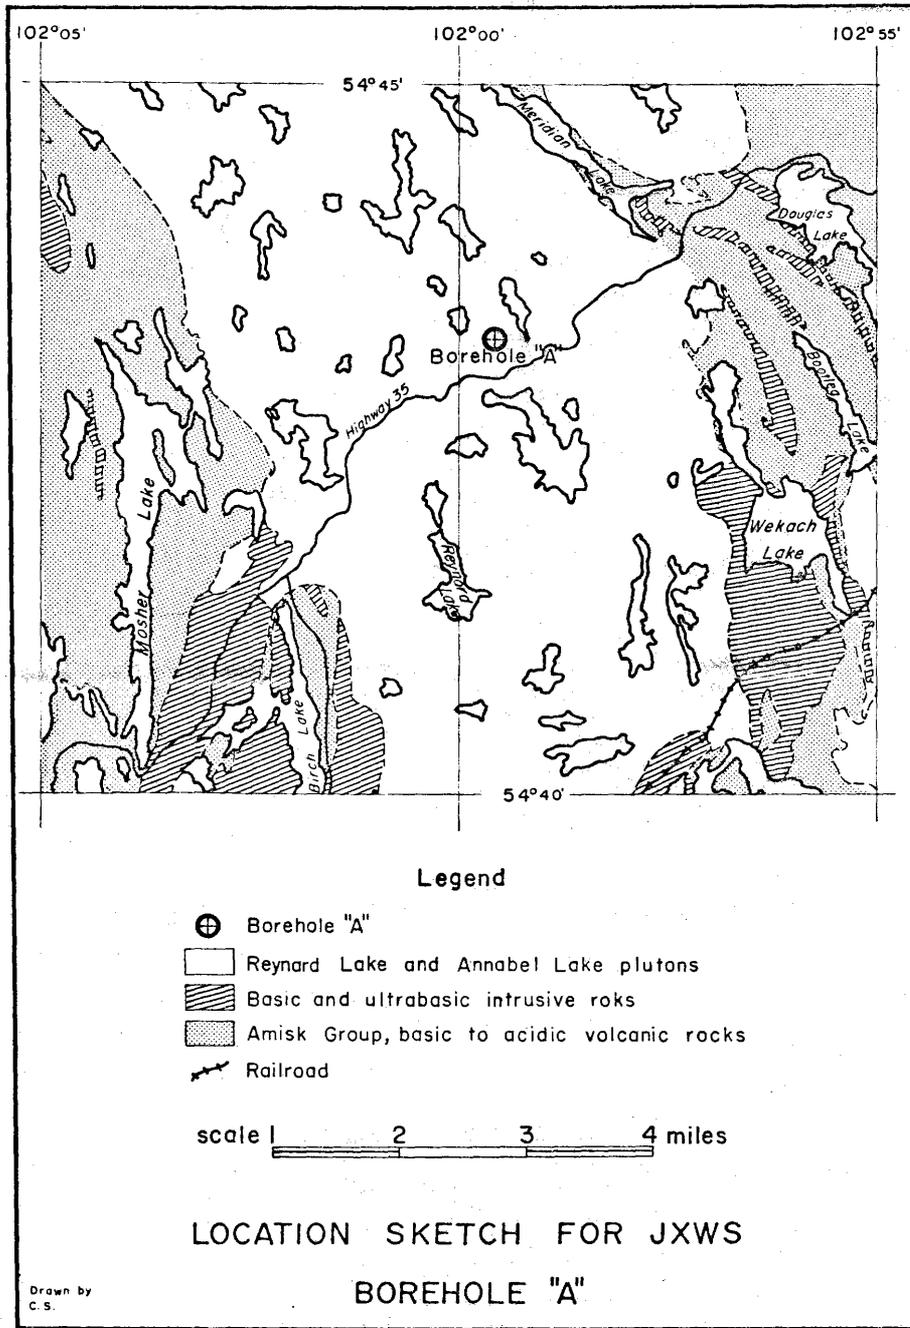 102°05' 102°00' 102°55'
54°45'
Meridian Lake
Douglas Lake
Borehole "A"
Highway 35
Bootleg Lake
Mosher Lake
Wekach Lake
Reynard Lake
Birch Lake
54°40'
Legend
Borehole "A"
Reynard Lake and Annabel Lake plutons
Basic and ultrabasic intrusive roks
Amisk Group, basic to acidic volcanic rocks
Railroad
scale 1 2 3 4 miles
LOCATION SKETCH FOR JXWS
BOREHOLE "A"
Drawn by
C. S.